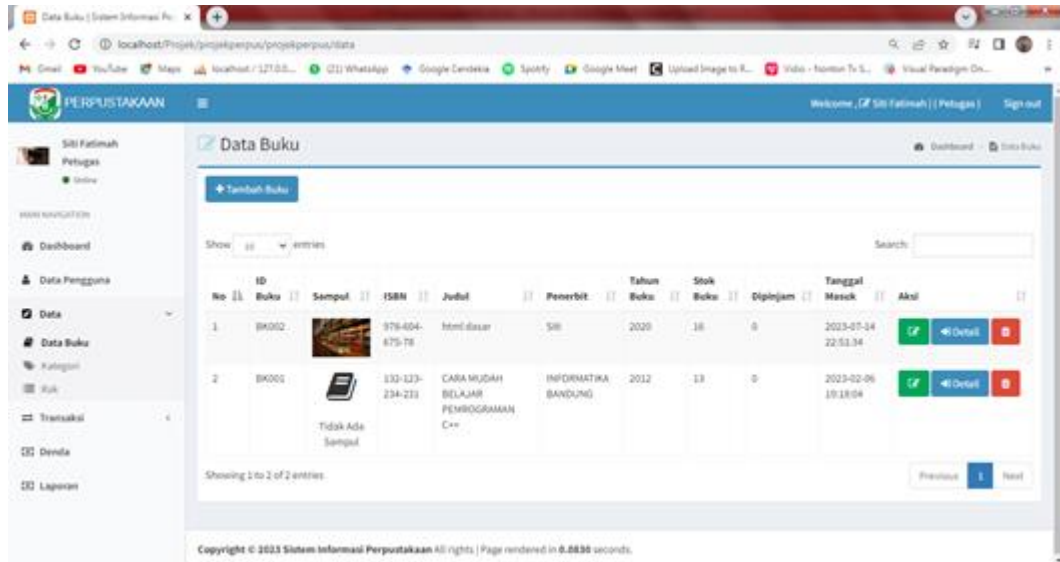 Data Buku | Sistem Informasi Pe
localhost/Projek/projekperpus/projekperpus/data
Gmail YouTube Maps localhost / 127.0.0... (21) WhatsApp Google Cendekia Spotify Google Meet Upload Image to R... Vidio - Nonton Tv S... Visual Paradigm On...
PERPUSTAKAAN
Welcome, Siti Fatimah | ( Petugas ) Sign out
Siti Fatimah
Petugas
Online
MAIN NAVIGATION
Dashboard
Data Pengguna
Data
Data Buku
Kategori
Rak
Transaksi
Denda
Laporan
Data Buku
Dashboard Data Buku
Tambah Buku
Show 10 entries Search:
No ID Buku Sampul ISBN Judul Penerbit Tahun Buku Stok Buku Dipinjam Tanggal Masuk Aksi
1 BK002 978-604-675-78 html dasar Siti 2020 16 0 2023-07-14 22:51:34 Detail
2 BK001 Tidak Ada Sampul 132-123-234-231 CARA MUDAH BELAJAR PEMROGRAMAN C++ INFORMATIKA BANDUNG 2012 13 0 2023-02-06 Detail
Showing 1 to 2 of 2 entries
Previous 1 Next
Copyright © 2023 Sistem Informasi Perpustakaan All rights | Page rendered in 0.0830 seconds.